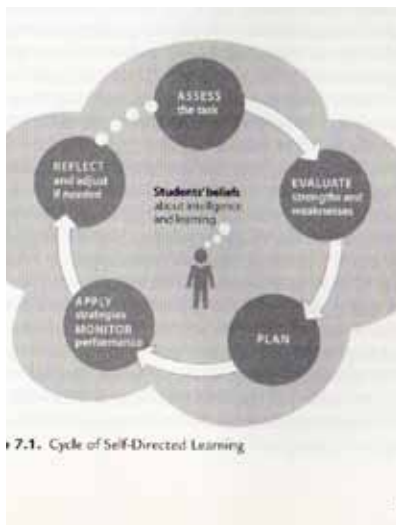 ASSESS
the task
EVALUATE
strengths and
weaknesses
PLAN
APPLY
strategies
MONITOR
performance
REFLECT
and adjust
if needed
Students' beliefs
about intelligence
and learning
7.1. Cycle of Self-Directed Learning